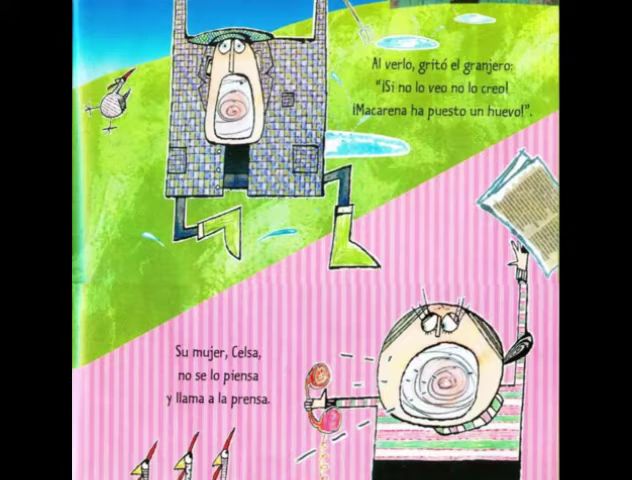 Al verlo, gritó el granjero:
"¡Si no lo veo no lo creo!
¡Macarena ha puesto un huevo!".
Su mujer, Celsa,
no se lo piensa
y llama a la prensa.